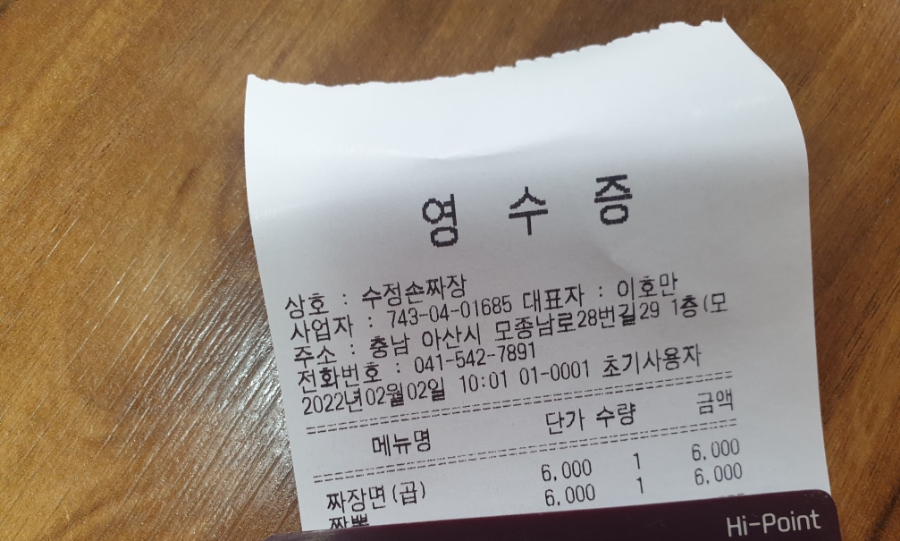 영 수 증
상호 : 수정손짜장
사업자 : 743-04-01685 대표자 : 이호만
주소 : 충남 아산시 모종남로28번길29 1층(모
전화번호 : 041-542-7891
2022년02월02일 10:01 01-0001 초기사용자
메뉴명 단가 수량 금액
짜장면(곱) 6,000 1 6,000
짬뽕 6,000 1 6,000
Hi-Point